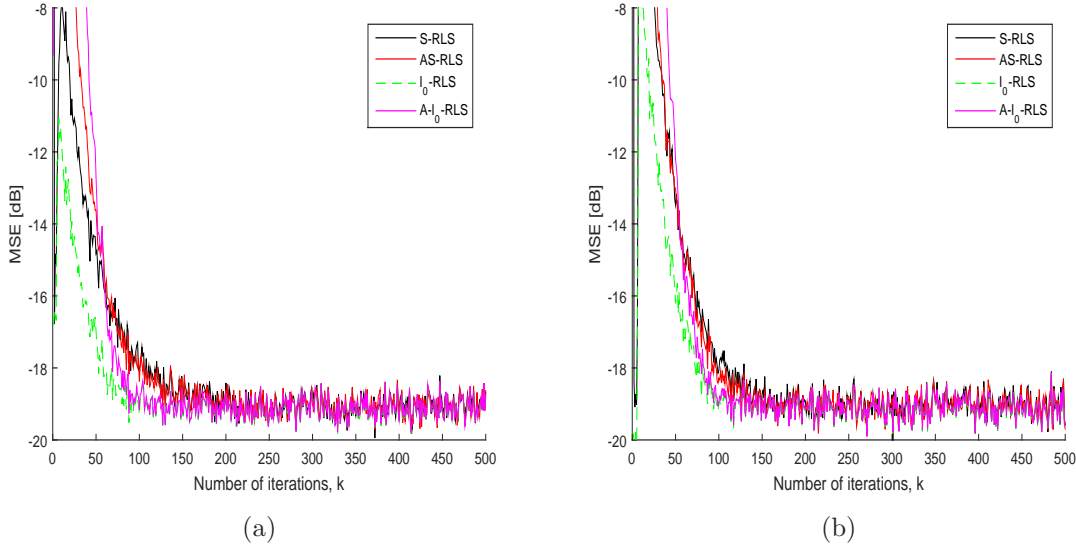 -8
-10
-12
-14
-16
-18
-20
MSE [dB]
0 50 100 150 200 250 300 350 400 450 500
Number of iterations, k
S-RLS
AS-RLS
l0-RLS
A-l0-RLS
(a)
-8
-10
-12
-14
-16
-18
-20
MSE [dB]
0 50 100 150 200 250 300 350 400 450 500
Number of iterations, k
S-RLS
AS-RLS
l0-RLS
A-l0-RLS
(b)